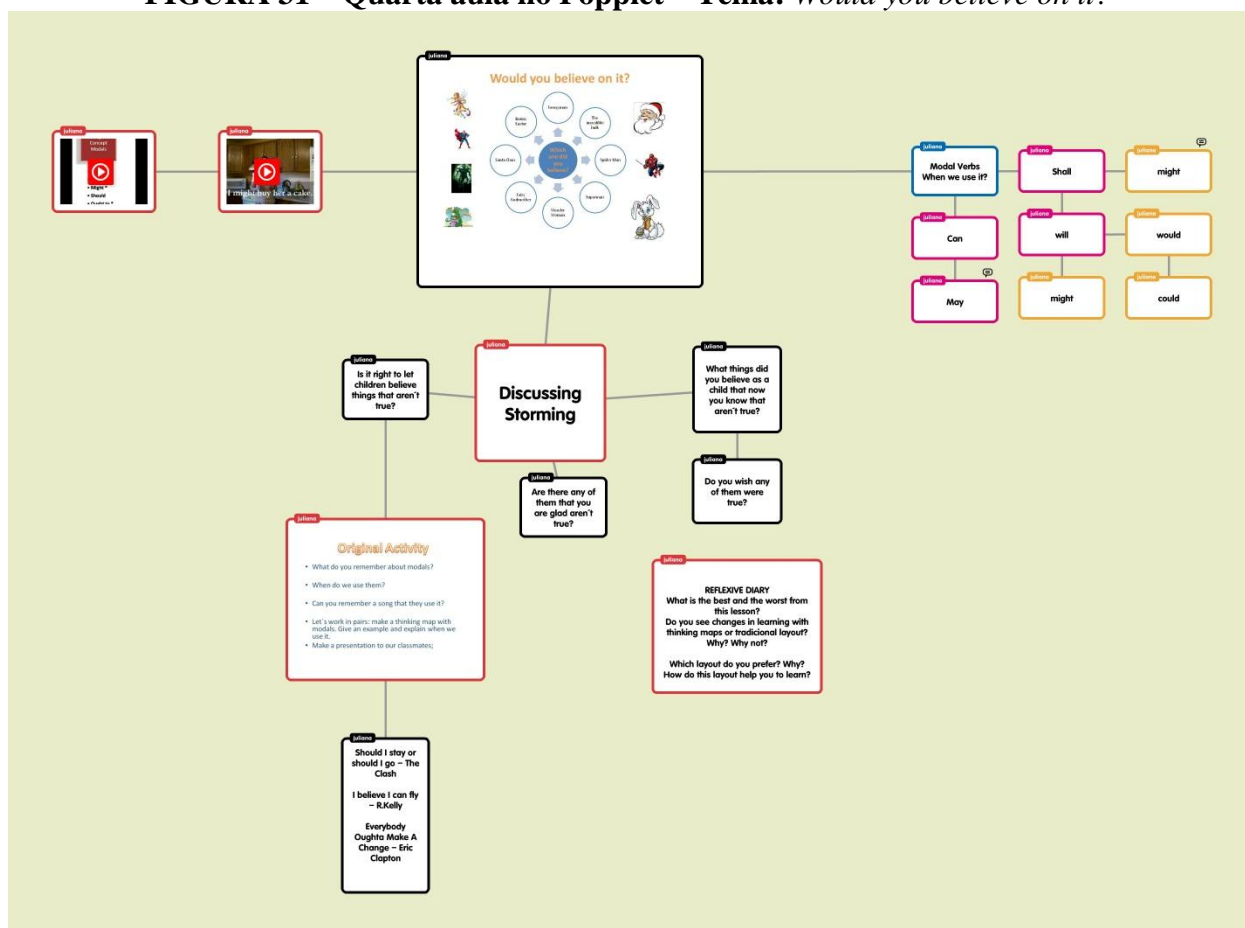 FIGURA 31 – Quarta aula no Popplet – Tema: Would you believe on it?
juliana
Would you believe on it?
Santa Claus
The incredible hulk
Spider Man
Superman
Wonder Woman
Which one did you believe?
juliana
Concept
Modals
• Might *
• Should
• Ought to *
juliana
I might buy her a cake.
juliana
Modal Verbs
When we use it?
juliana
Shall
juliana
might
juliana
Can
juliana
will
juliana
would
juliana
May
juliana
might
juliana
could
juliana
Is it right to let
children believe
things that aren´t
true?
juliana
Discussing
Storming
juliana
What things did
you believe as a
child that now
you know that
aren´t true?
juliana
Are there any of
them that you
are glad aren´t
true?
juliana
Do you wish any
of them were
true?
juliana
Original Activity
• What do you remember about modals?
• When do we use them?
• Can you remember a song that they use it?
• Let´s work in pairs: make a thinking map with
modals. Give an example and explain when we
use it.
• Make a presentation to our classmates;
juliana
REFLEXIVE DIARY
What is the best and the worst from
this lesson?
Do you see changes in learning with
thinking maps or tradicional layout?
Why? Why not?
Which layout do you prefer? Why?
How do this layout help you to learn?
juliana
Should I stay or
should I go – The
Clash
I believe I can fly
– R.Kelly
Everybody
Oughta Make A
Change – Eric
Clapton